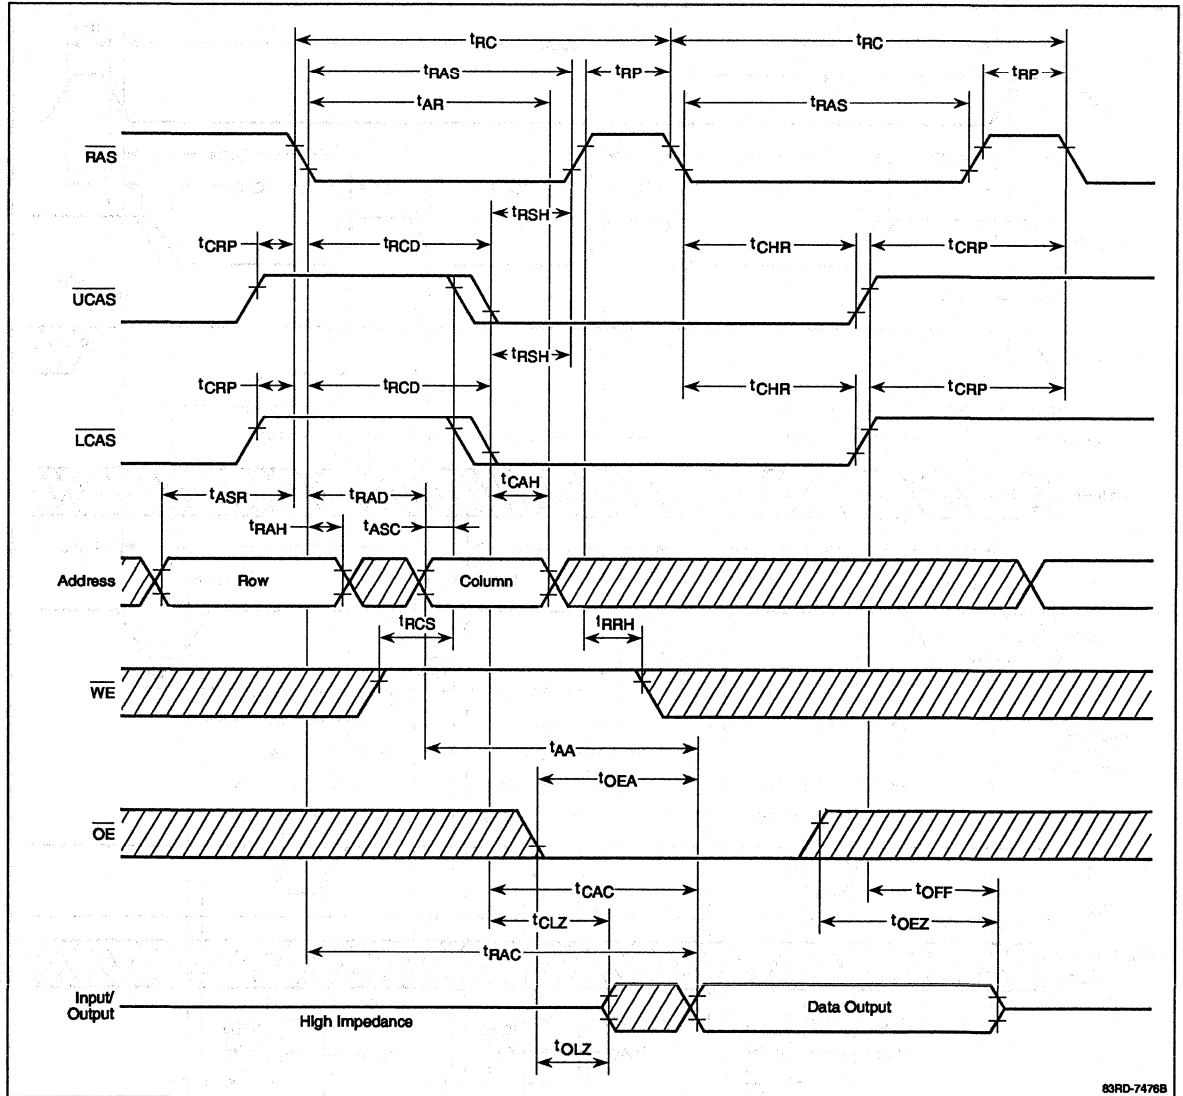 tRC tRC
tRAS tRP tRP
tAR tRAS
RAS
tRSH
tCRP tRCD tCHR tCRP
UCAS
tRSH
tCRP tRCD tCHR tCRP
LCAS
tCAH
tASR tRAD
tRAH tASC
Address Row Column
tRCS tRRH
WE
tAA
tOEA
OE
tCAC tOFF
tCLZ tOEZ
tRAC
Input/
Output
High Impedance
Data Output
tOLZ
83RD-7476B